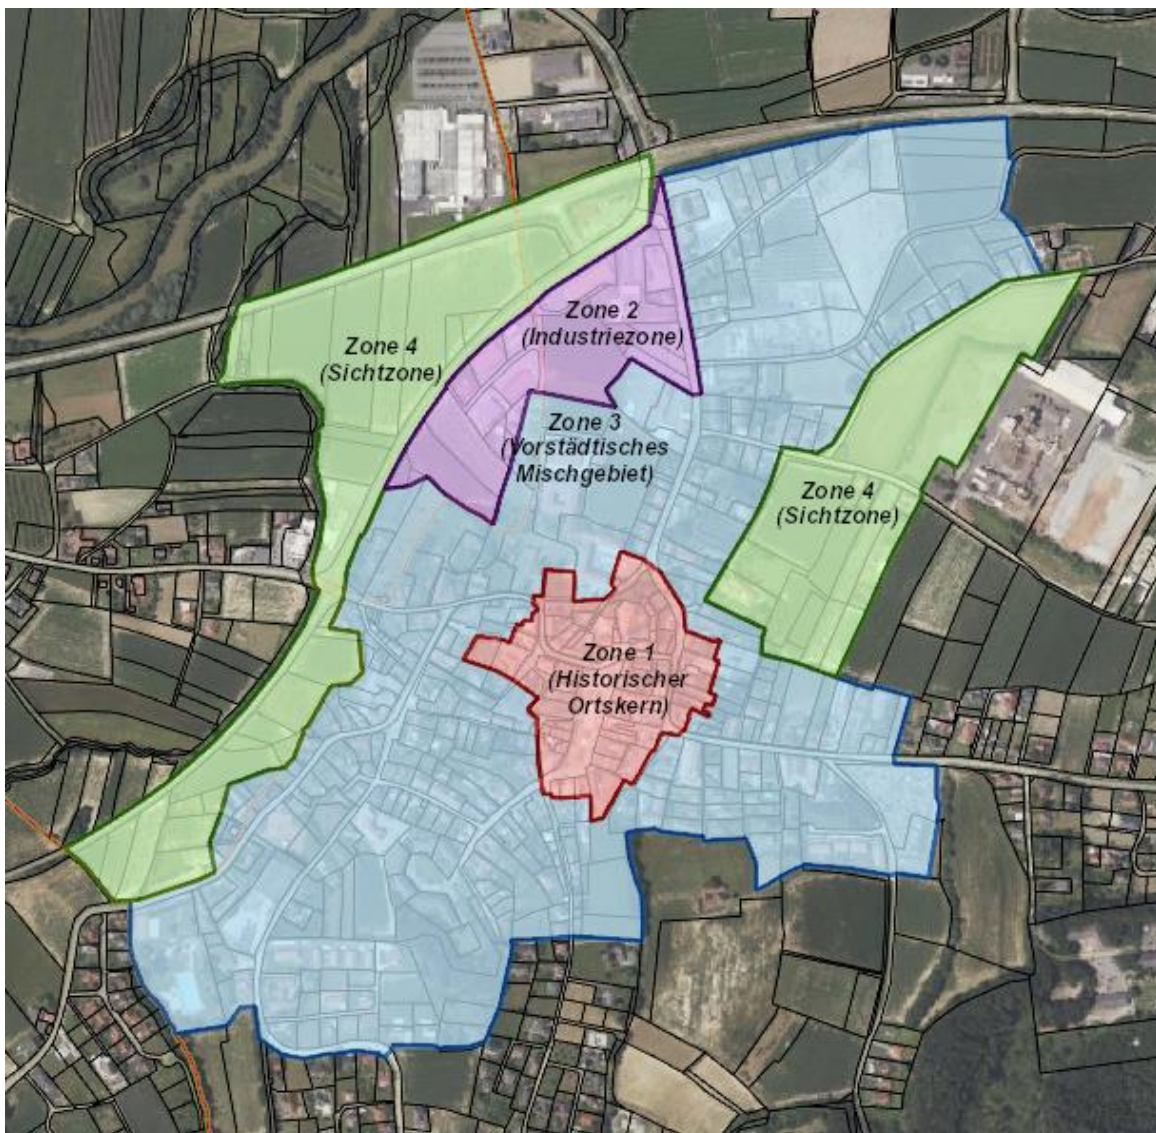 Zone 2
(Industriezone)
Zone 4
(Sichtzone)
Zone 3
(Vorstädtisches
Mischgebiet)
Zone 4
(Sichtzone)
Zone 1
(Historischer
Ortskern)